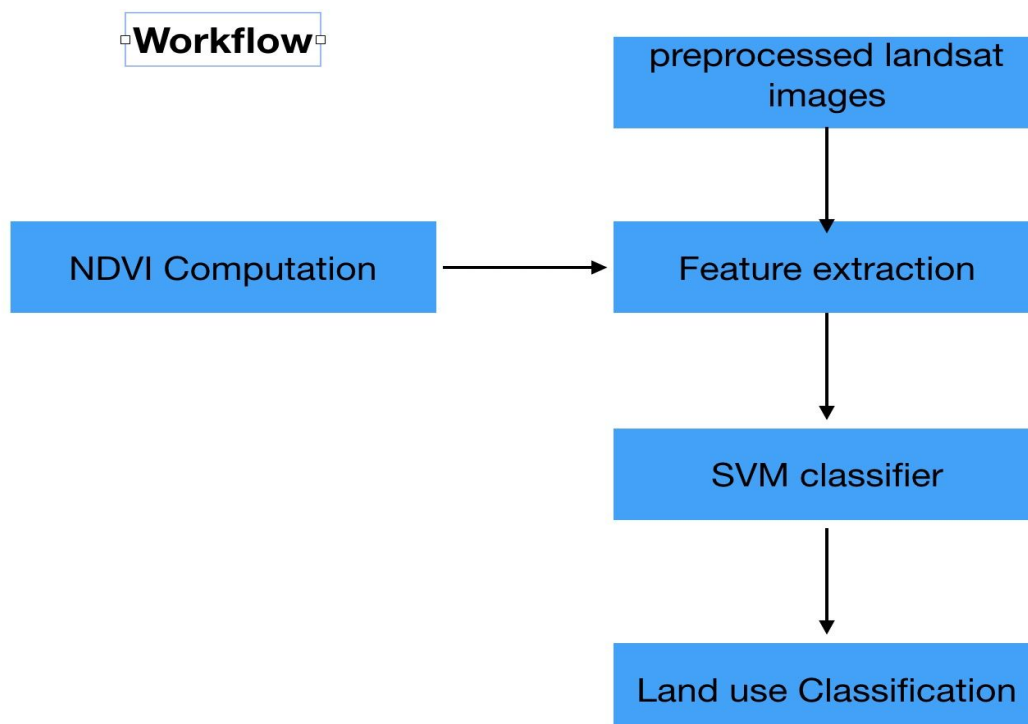 Workflow
preprocessed landsat
images
NDVI Computation
Feature extraction
SVM classifier
Land use Classification